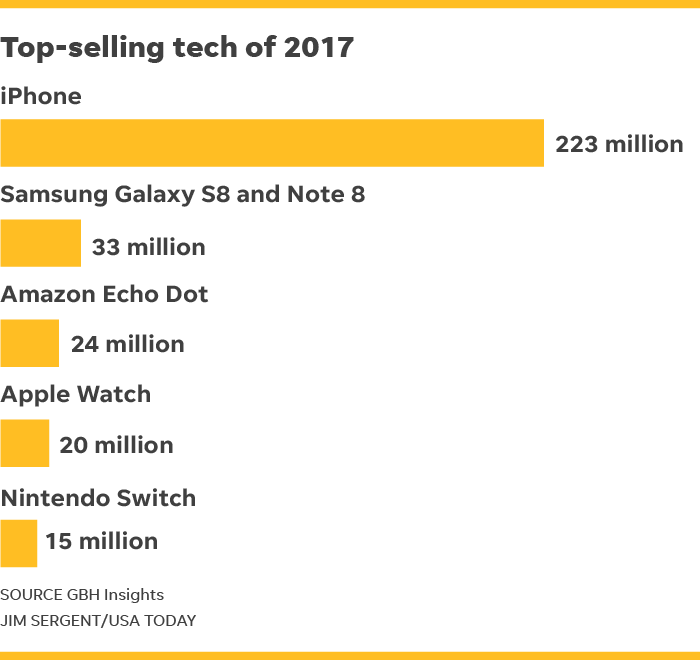 Top-selling tech of 2017
iPhone
223 million
Samsung Galaxy S8 and Note 8
33 million
Amazon Echo Dot
24 million
Apple Watch
20 million
Nintendo Switch
15 million
SOURCE GBH Insights
JIM SERGENT/USA TODAY